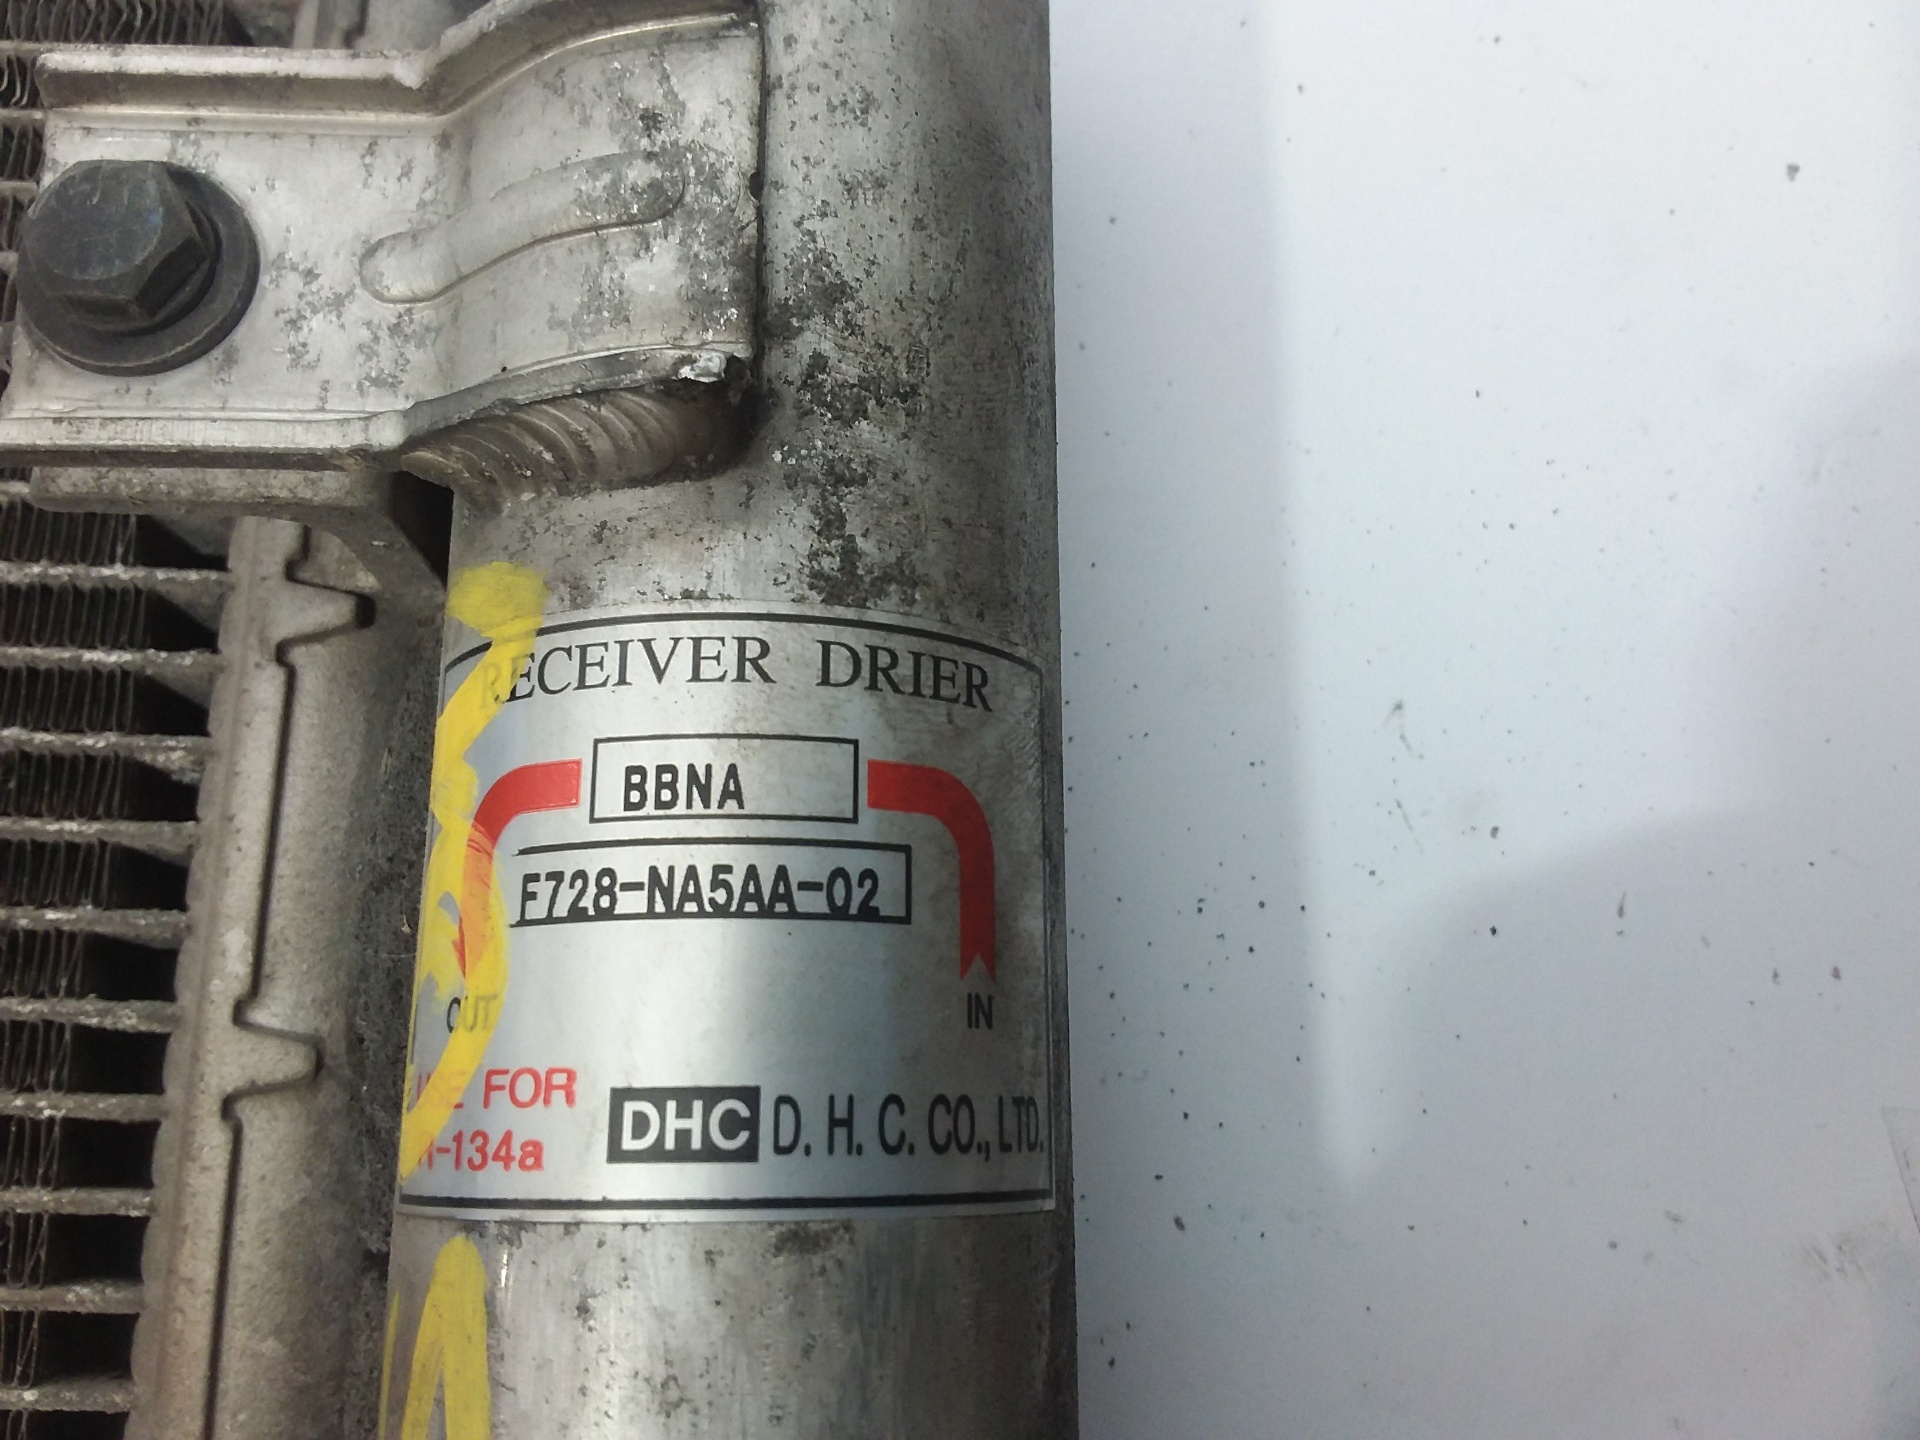 RECEIVER DRIER
BBNA
F728-NA5AA-02
OUT IN
USE FOR
R-134a
DHC D. H. C. CO., LTD.